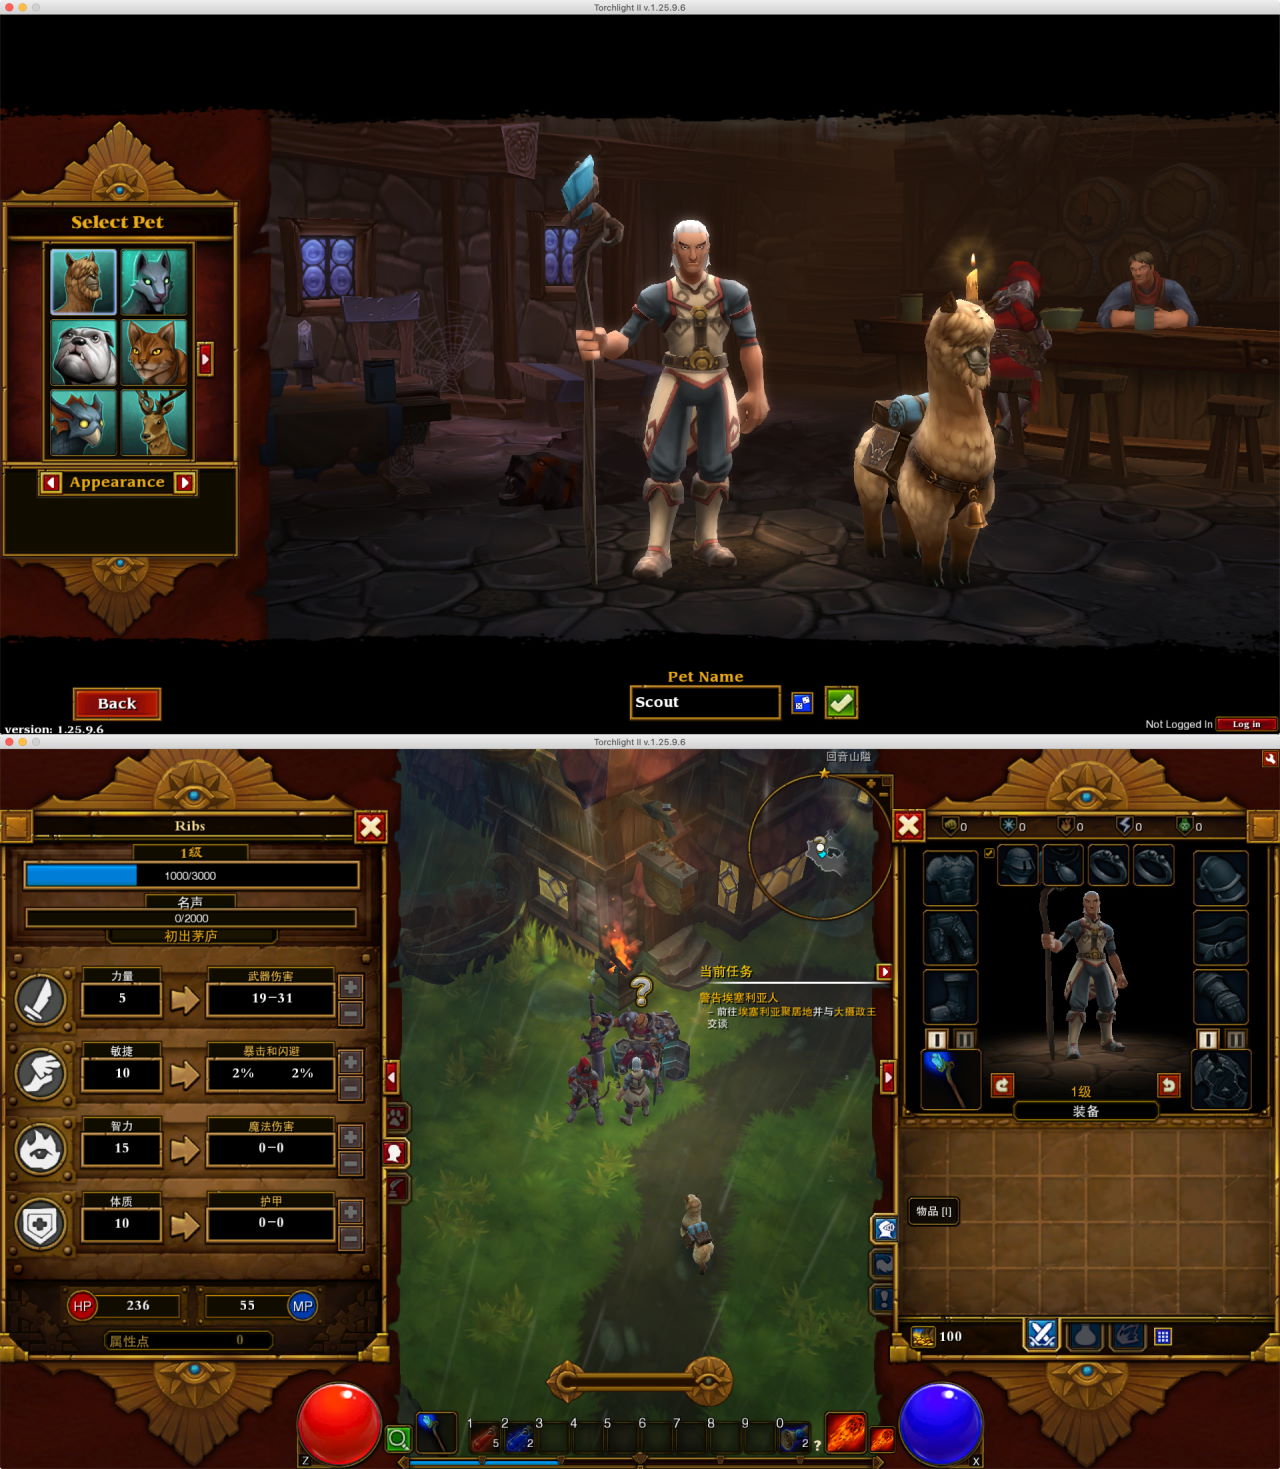 Torchlight II v.1.25.9.6
Select Pet
Appearance
Pet Name
Scout
Back
version: 1.25.9.6
Not Logged In
Log in
Torchlight II v.1.25.9.6
回音山隘
Ribs
1级
1000/3000
名声
0/2000
初出茅庐
力量
5
武器伤害
19-31
敏捷
10
暴击和闪避
2% 2%
智力
15
魔法伤害
0-0
体质
10
护甲
0-0
HP 236
55 MP
属性点 0
当前任务
警告埃塞利亚人
- 前往埃塞利亚聚居地并与大摄政王
交谈
0 0 0 0 0
I II
I II
1级
装备
物品 [I]
100
1 2 3 4 5 6 7 8 9 0
5 2 2 ?
Z X